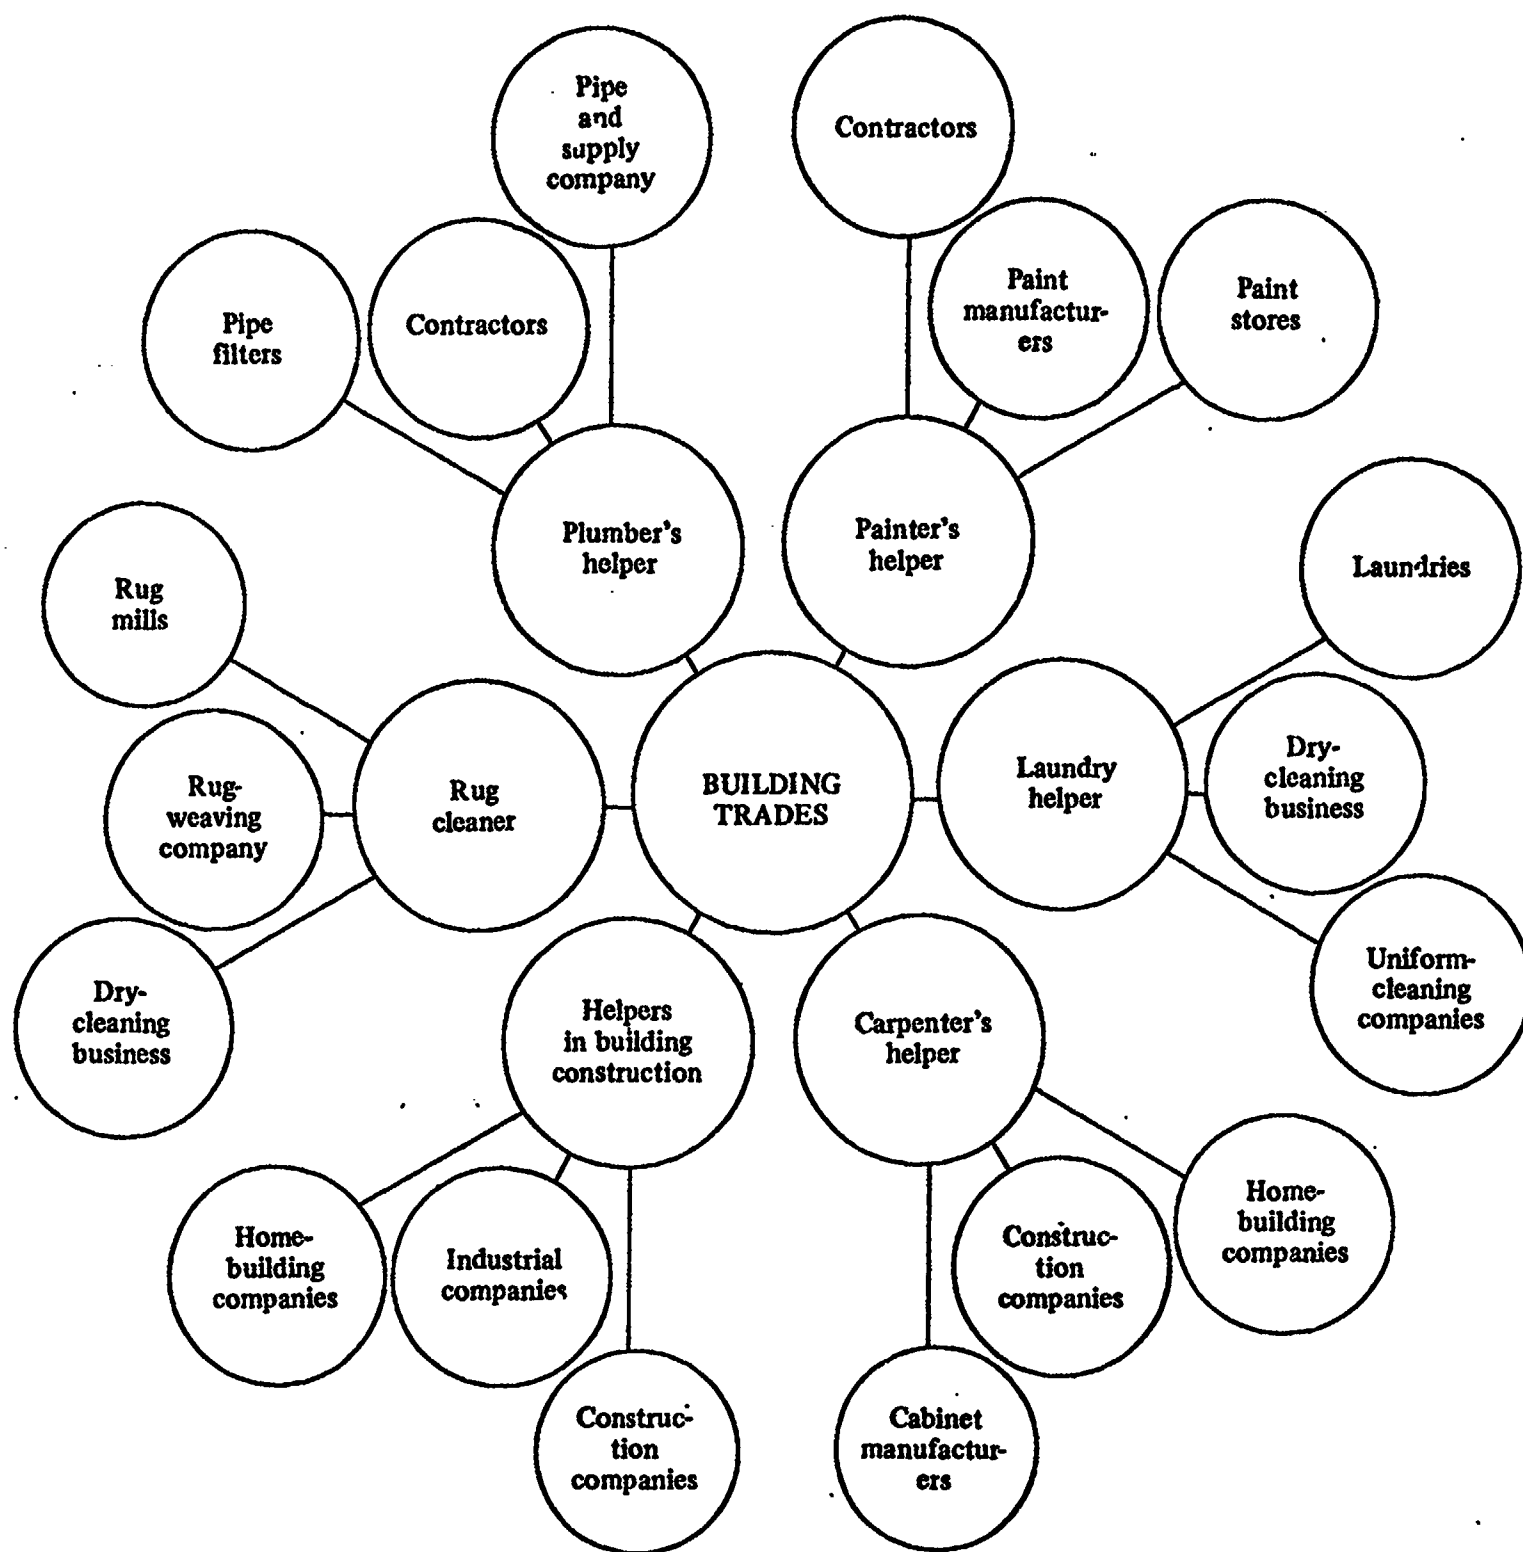 Pipe
and
supply
company
Contractors
Pipe
filters
Contractors
Paint
manufactur-
ers
Paint
stores
Plumber's
helper
Painter's
helper
Laundries
Rug
mills
Rug-
weaving
company
Rug
cleaner
BUILDING
TRADES
Laundry
helper
Dry-
cleaning
business
Dry-
cleaning
business
Helpers
in building
construction
Carpenter's
helper
Uniform-
cleaning
companies
Home-
building
companies
Industrial
companies
Construc-
tion
companies
Home-
building
companies
Construc-
tion
companies
Cabinet
manufactur-
ers